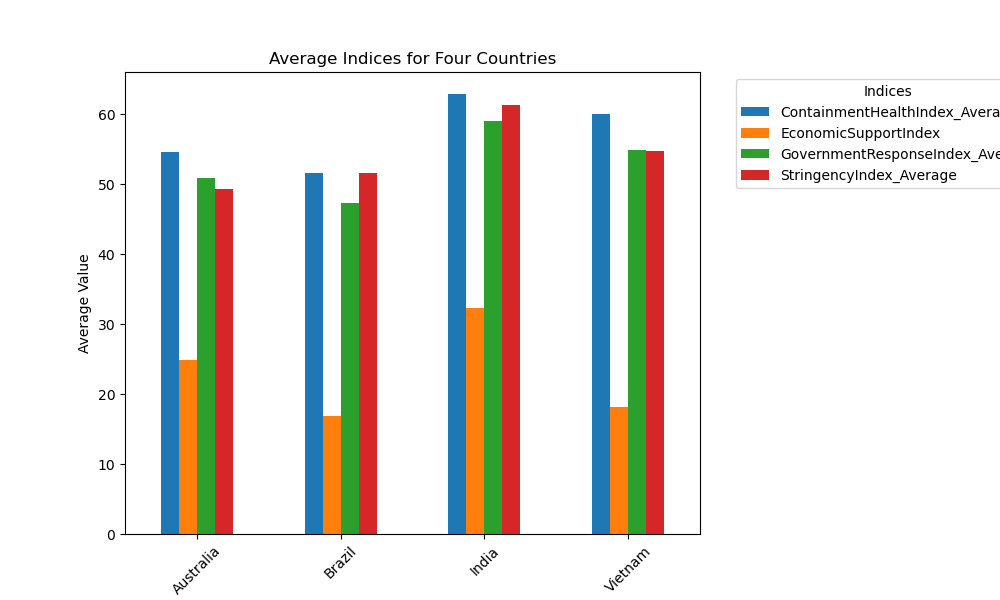 Average Indices for Four Countries
Indices
ContainmentHealthIndex_Avera
EconomicSupportIndex
GovernmentResponseIndex_Ave
StringencyIndex_Average
Average Value
60
50
40
30
20
10
0
Australia
Brazil
India
Vietnam